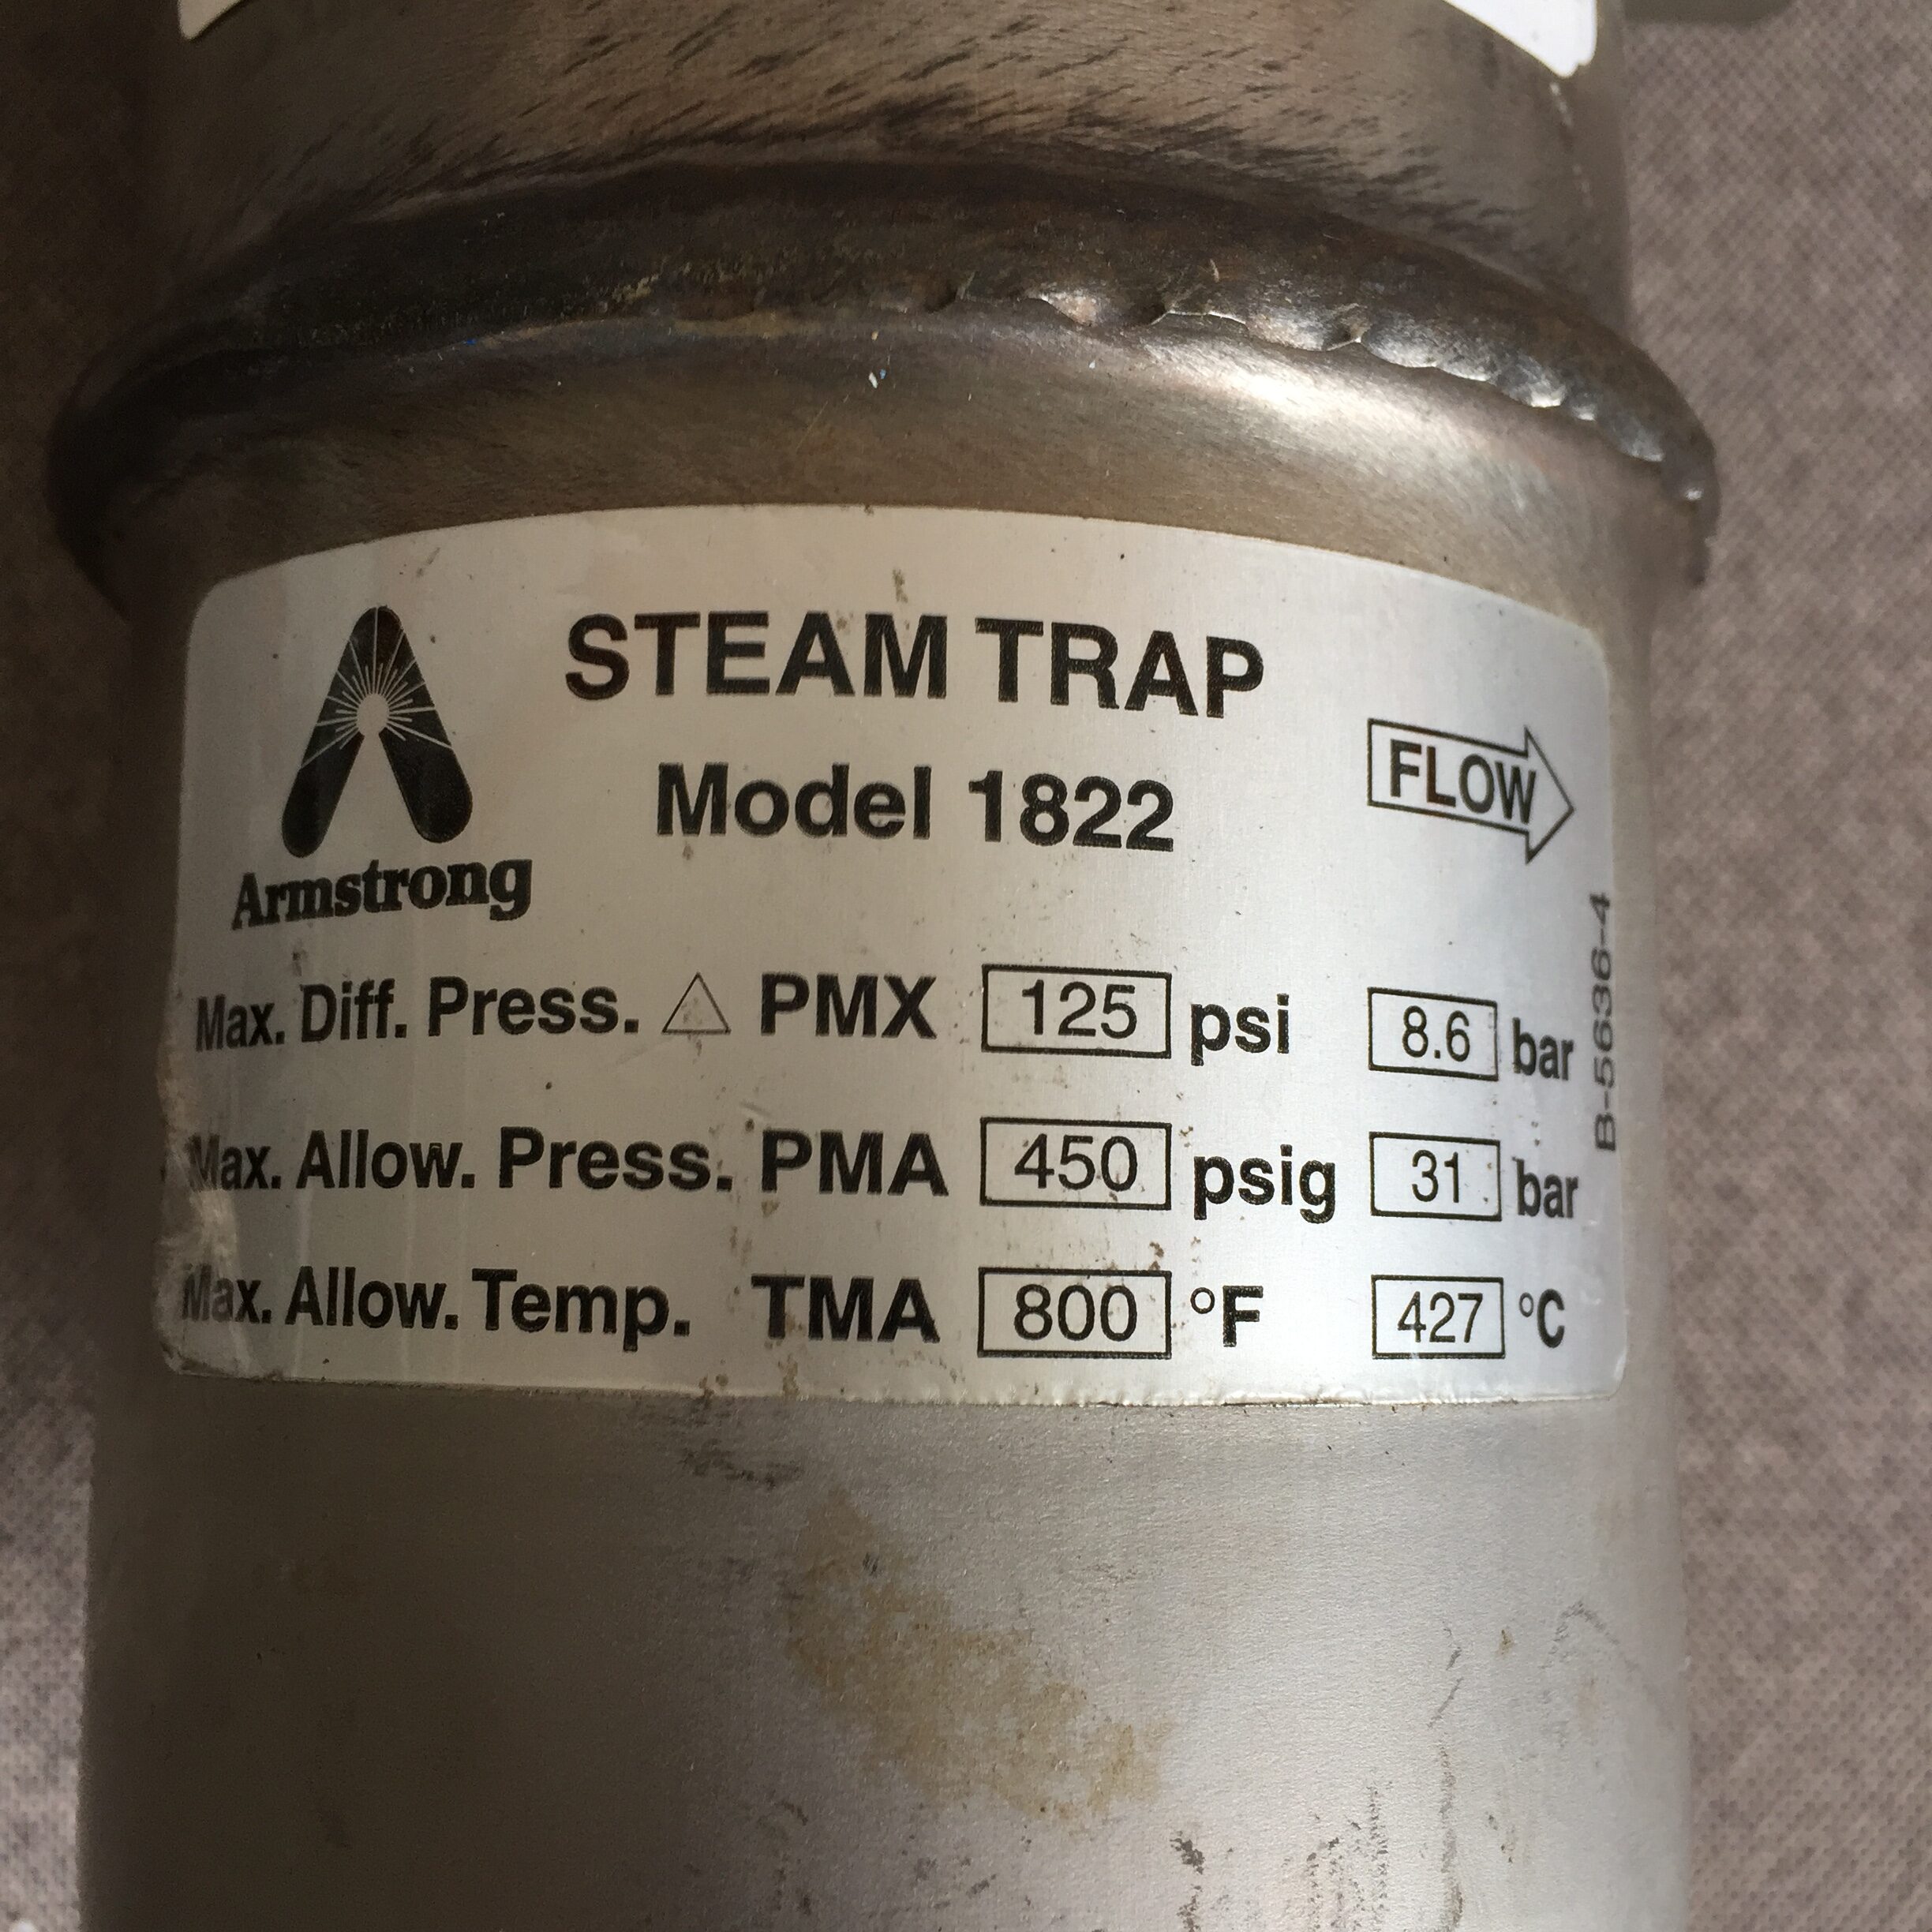 STEAM TRAP
Model 1822
FLOW
Armstrong
Max. Diff. Press. △ PMX 125 psi 8.6 bar
Max. Allow. Press. PMA 450 psig 31 bar
Max. Allow. Temp. TMA 800 °F 427 °C
B-5636-4